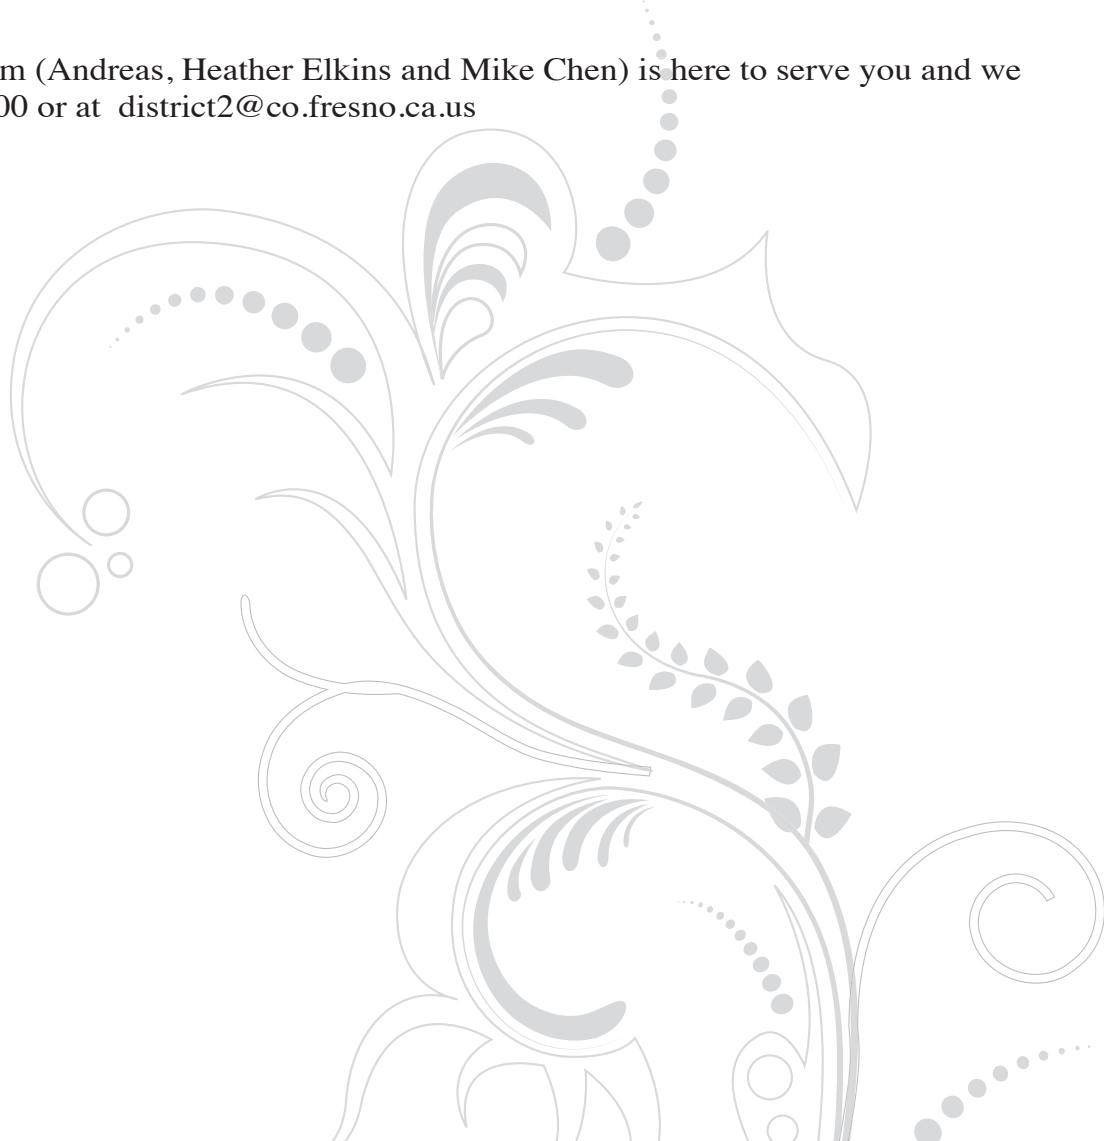 m (Andreas, Heather Elkins and Mike Chen) is here to serve you and we
00 or at  district2@co.fresno.ca.us